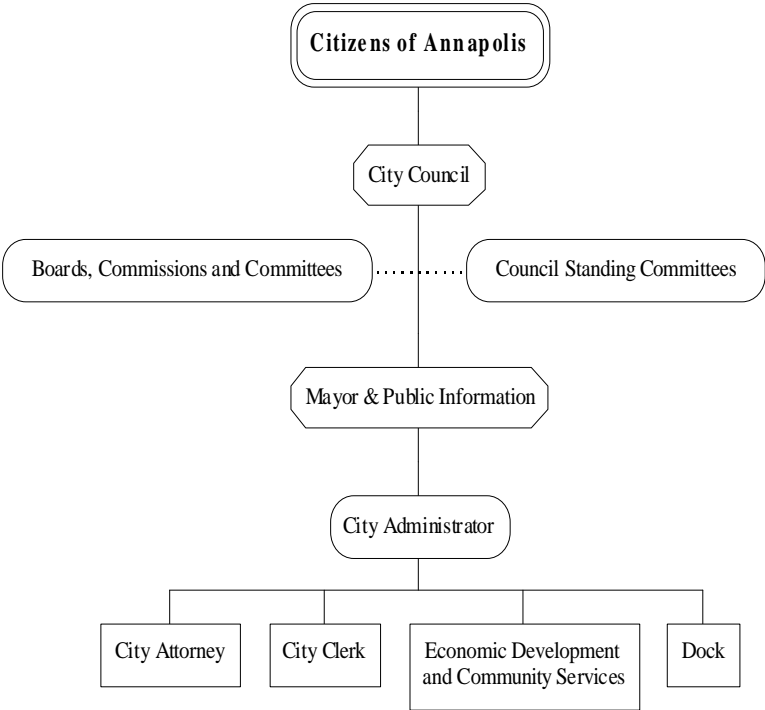 Citizens of Annapolis
City Council
Boards, Commissions and Committees
Council Standing Committees
Mayor & Public Information
City Administrator
City Attorney
City Clerk
Economic Development
and Community Services
Dock